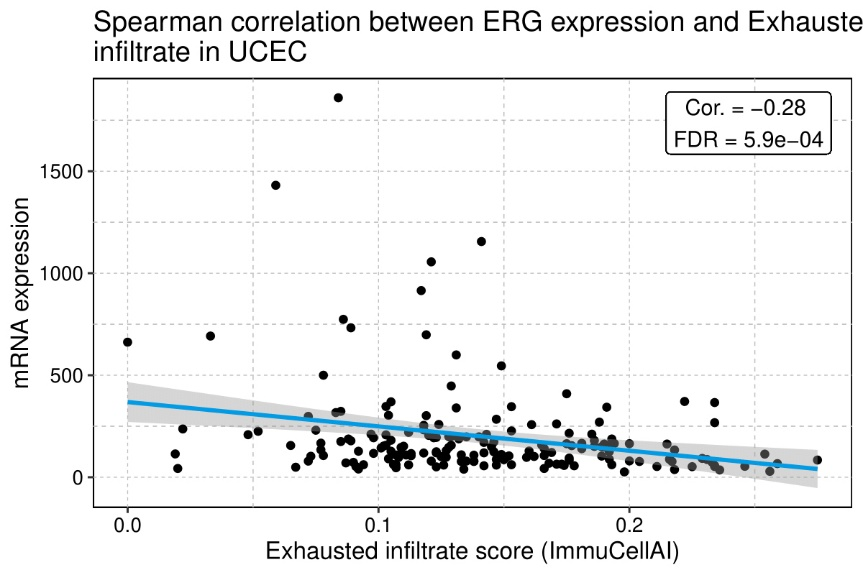 Spearman correlation between ERG expression and Exhauste
infiltrate in UCEC
Cor. = −0.28
FDR = 5.9e−04
1500
1000
500
0
mRNA expression
0.0
0.1
0.2
Exhausted infiltrate score (ImmuCellAI)